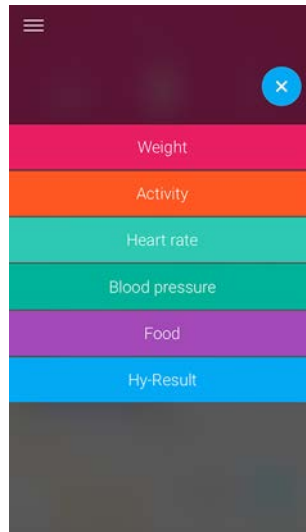 Weight
Activity
Heart rate
Blood pressure
Food
Hy-Result